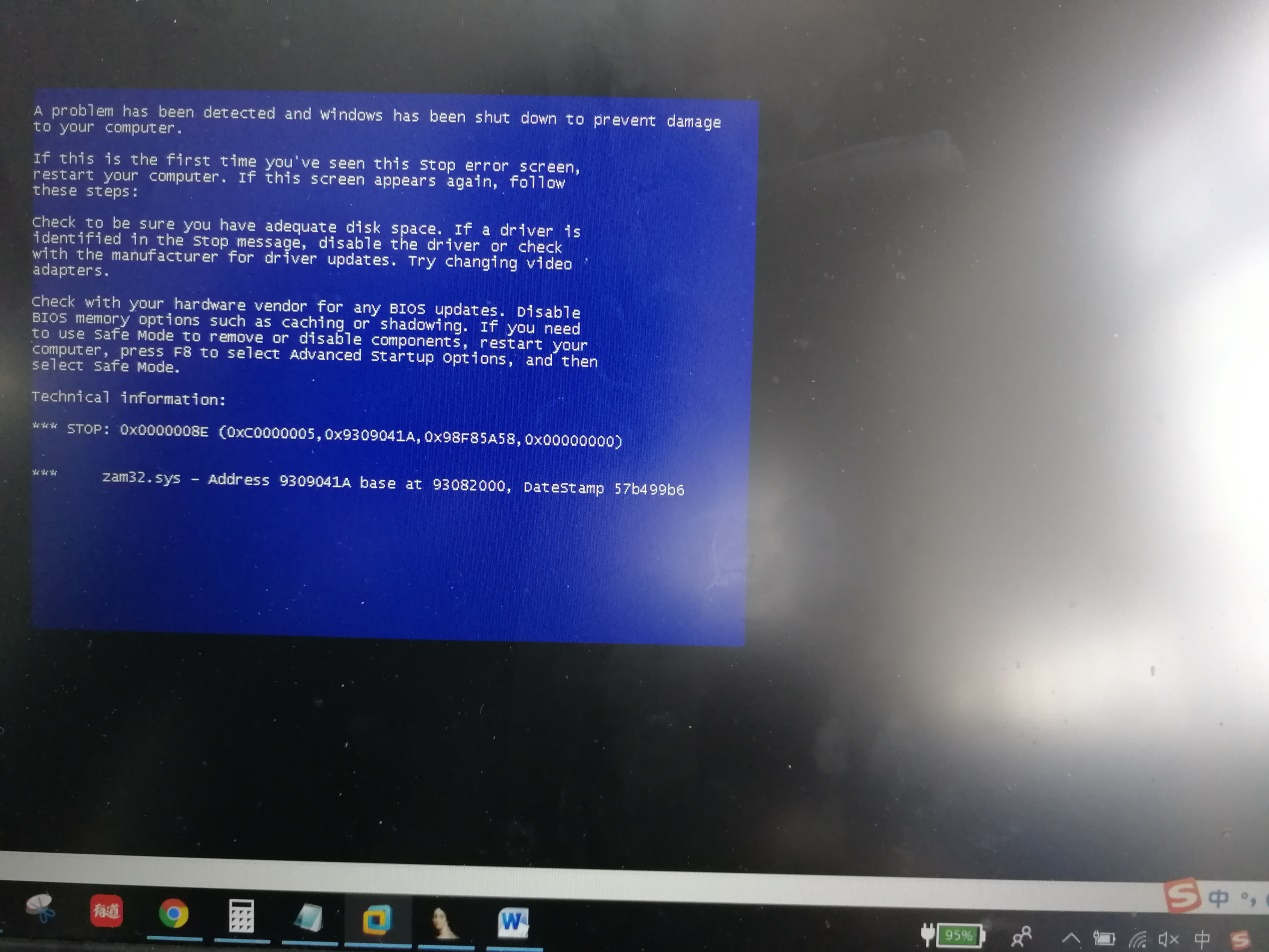 A problem has been detected and Windows has been shut down to prevent damage
to your computer.
If this is the first time you've seen this Stop error screen,
restart your computer. If this screen appears again, follow
these steps:
Check to be sure you have adequate disk space. If a driver is
identified in the Stop message, disable the driver or check
with the manufacturer for driver updates. Try changing video
adapters.
Check with your hardware vendor for any BIOS updates. Disable
BIOS memory options such as caching or shadowing. If you need
to use Safe Mode to remove or disable components, restart your
computer, press F8 to select Advanced Startup Options, and then
select Safe Mode.
Technical information:
*** STOP: 0x0000008E (0xC0000005,0x9309041A,0x98F85A58,0x00000000)
*** zam32.sys - Address 9309041A base at 93082000, DateStamp 57b499b6
S 中 °,
有道
W
95%
中
S